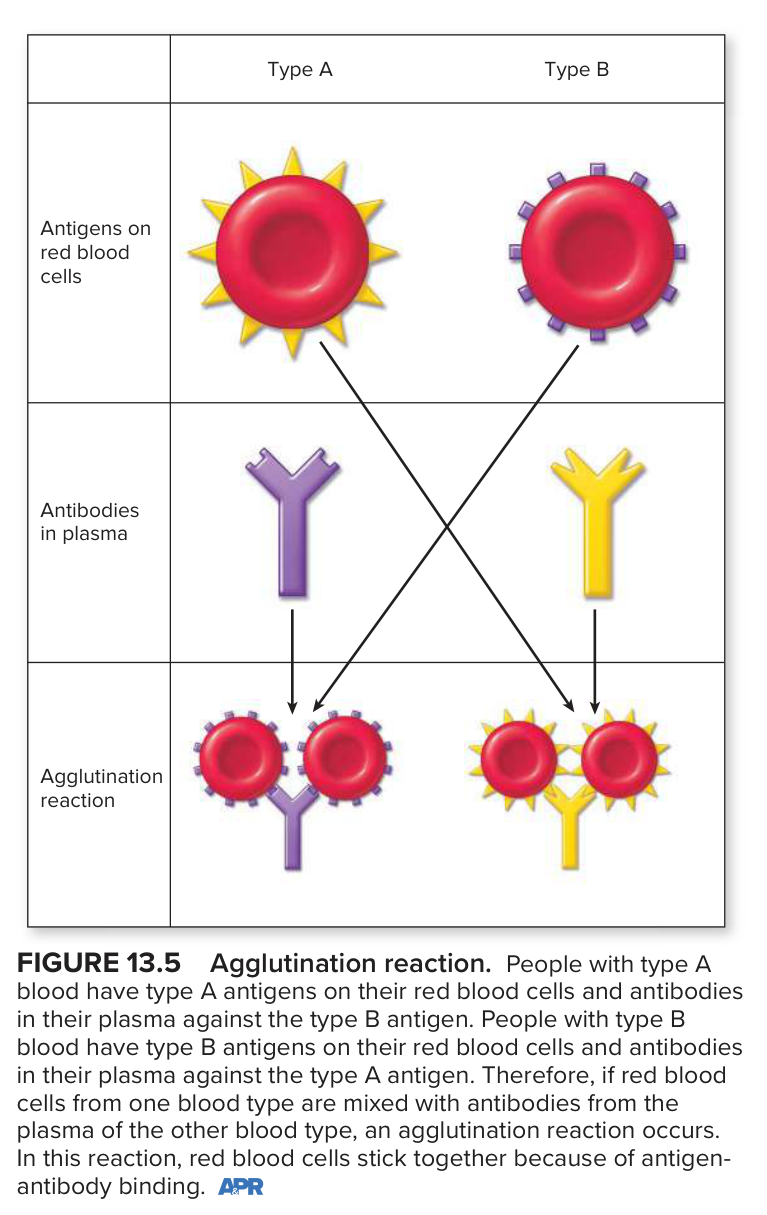 Type A
Type B
Antigens on
red blood
cells
Antibodies
in plasma
Agglutination
reaction
FIGURE 13.5 Agglutination reaction. People with type A
blood have type A antigens on their red blood cells and antibodies
in their plasma against the type B antigen. People with type B
blood have type B antigens on their red blood cells and antibodies
in their plasma against the type A antigen. Therefore, if red blood
cells from one blood type are mixed with antibodies from the
plasma of the other blood type, an agglutination reaction occurs.
In this reaction, red blood cells stick together because of antigen-
antibody binding. A&PR